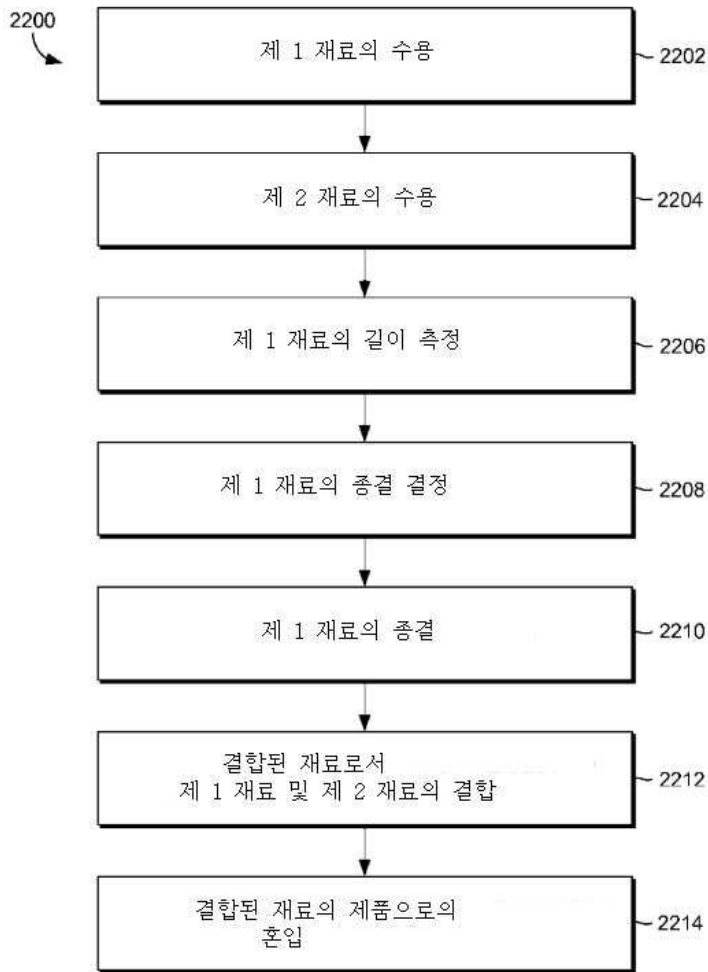 2200
제 1 재료의 수용
2202
제 2 재료의 수용
2204
제 1 재료의 길이 측정
2206
제 1 재료의 종결 결정
2208
제 1 재료의 종결
2210
결합된 재료로서
제 1 재료 및 제 2 재료의 결합
2212
결합된 재료의 제품으로의
혼입
2214